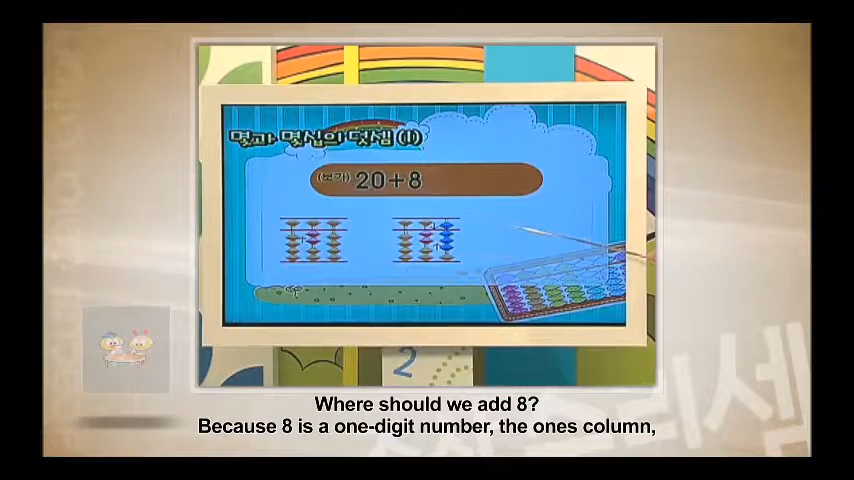 몇과 몇십의 덧셈 (1)
(보기) 20+8
2
Where should we add 8?
Because 8 is a one-digit number, the ones column,